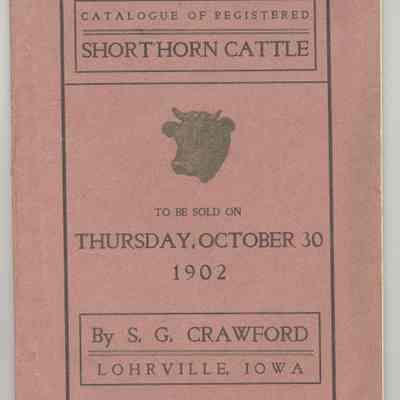 CATALOGUE OF REGISTERED
SHORTHORN CATTLE
TO BE SOLD ON
THURSDAY, OCTOBER 30
1902
By S. G. CRAWFORD
LOHRVILLE, IOWA